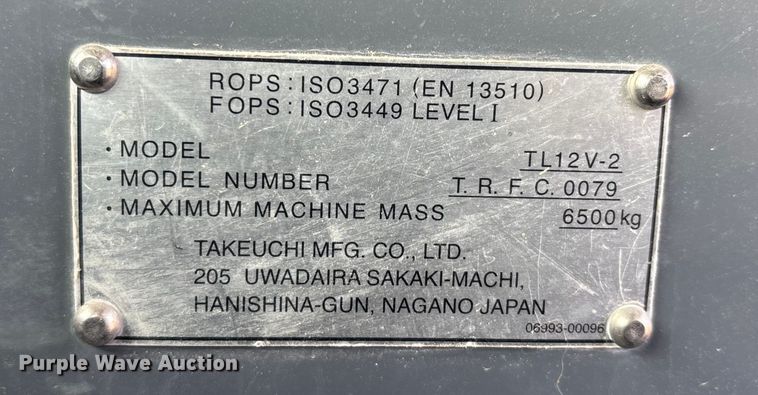 ROPS : ISO3471 (EN 13510)
FOPS : ISO3449 LEVEL I
· MODEL TL12V-2
· MODEL NUMBER T. R. F. C. 0079
· MAXIMUM MACHINE MASS 6500kg
TAKEUCHI MFG. CO., LTD.
205 UWADAIRA SAKAKI-MACHI,
HANISHINA-GUN, NAGANO JAPAN
06993-00096
Purple Wave Auction